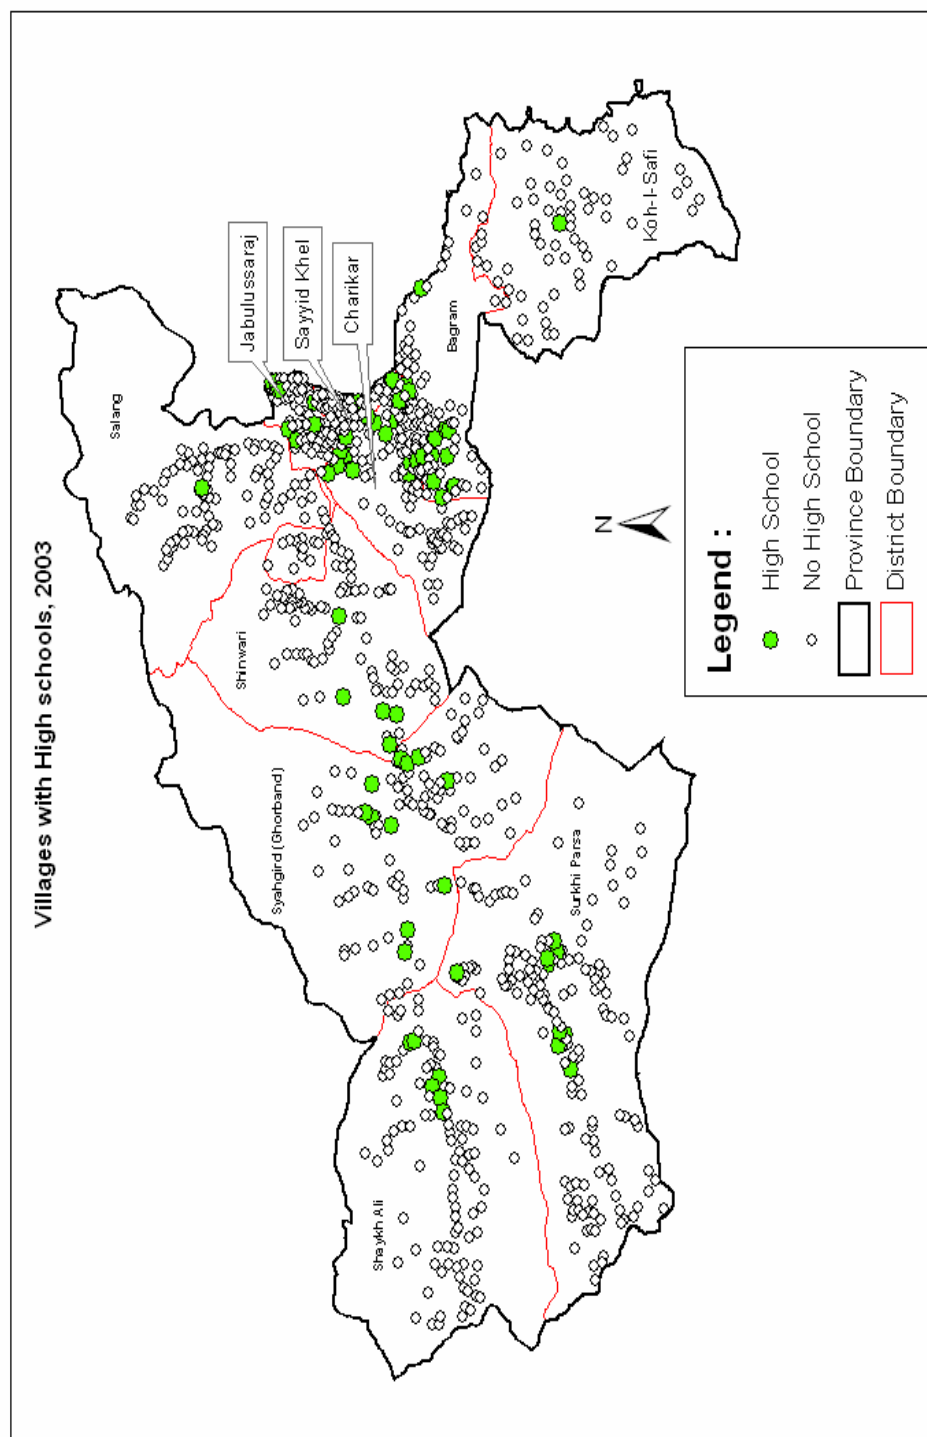 Villages with High schools, 2003
Salang
Jabulussaraj
Sayyid Khel
Charikar
Bagram
Koh-I-Safi
Shinwari
Syahgird (Ghorband)
Surkhi Parsa
Shaykh Ali
N
Legend :
High School
No High School
Province Boundary
District Boundary